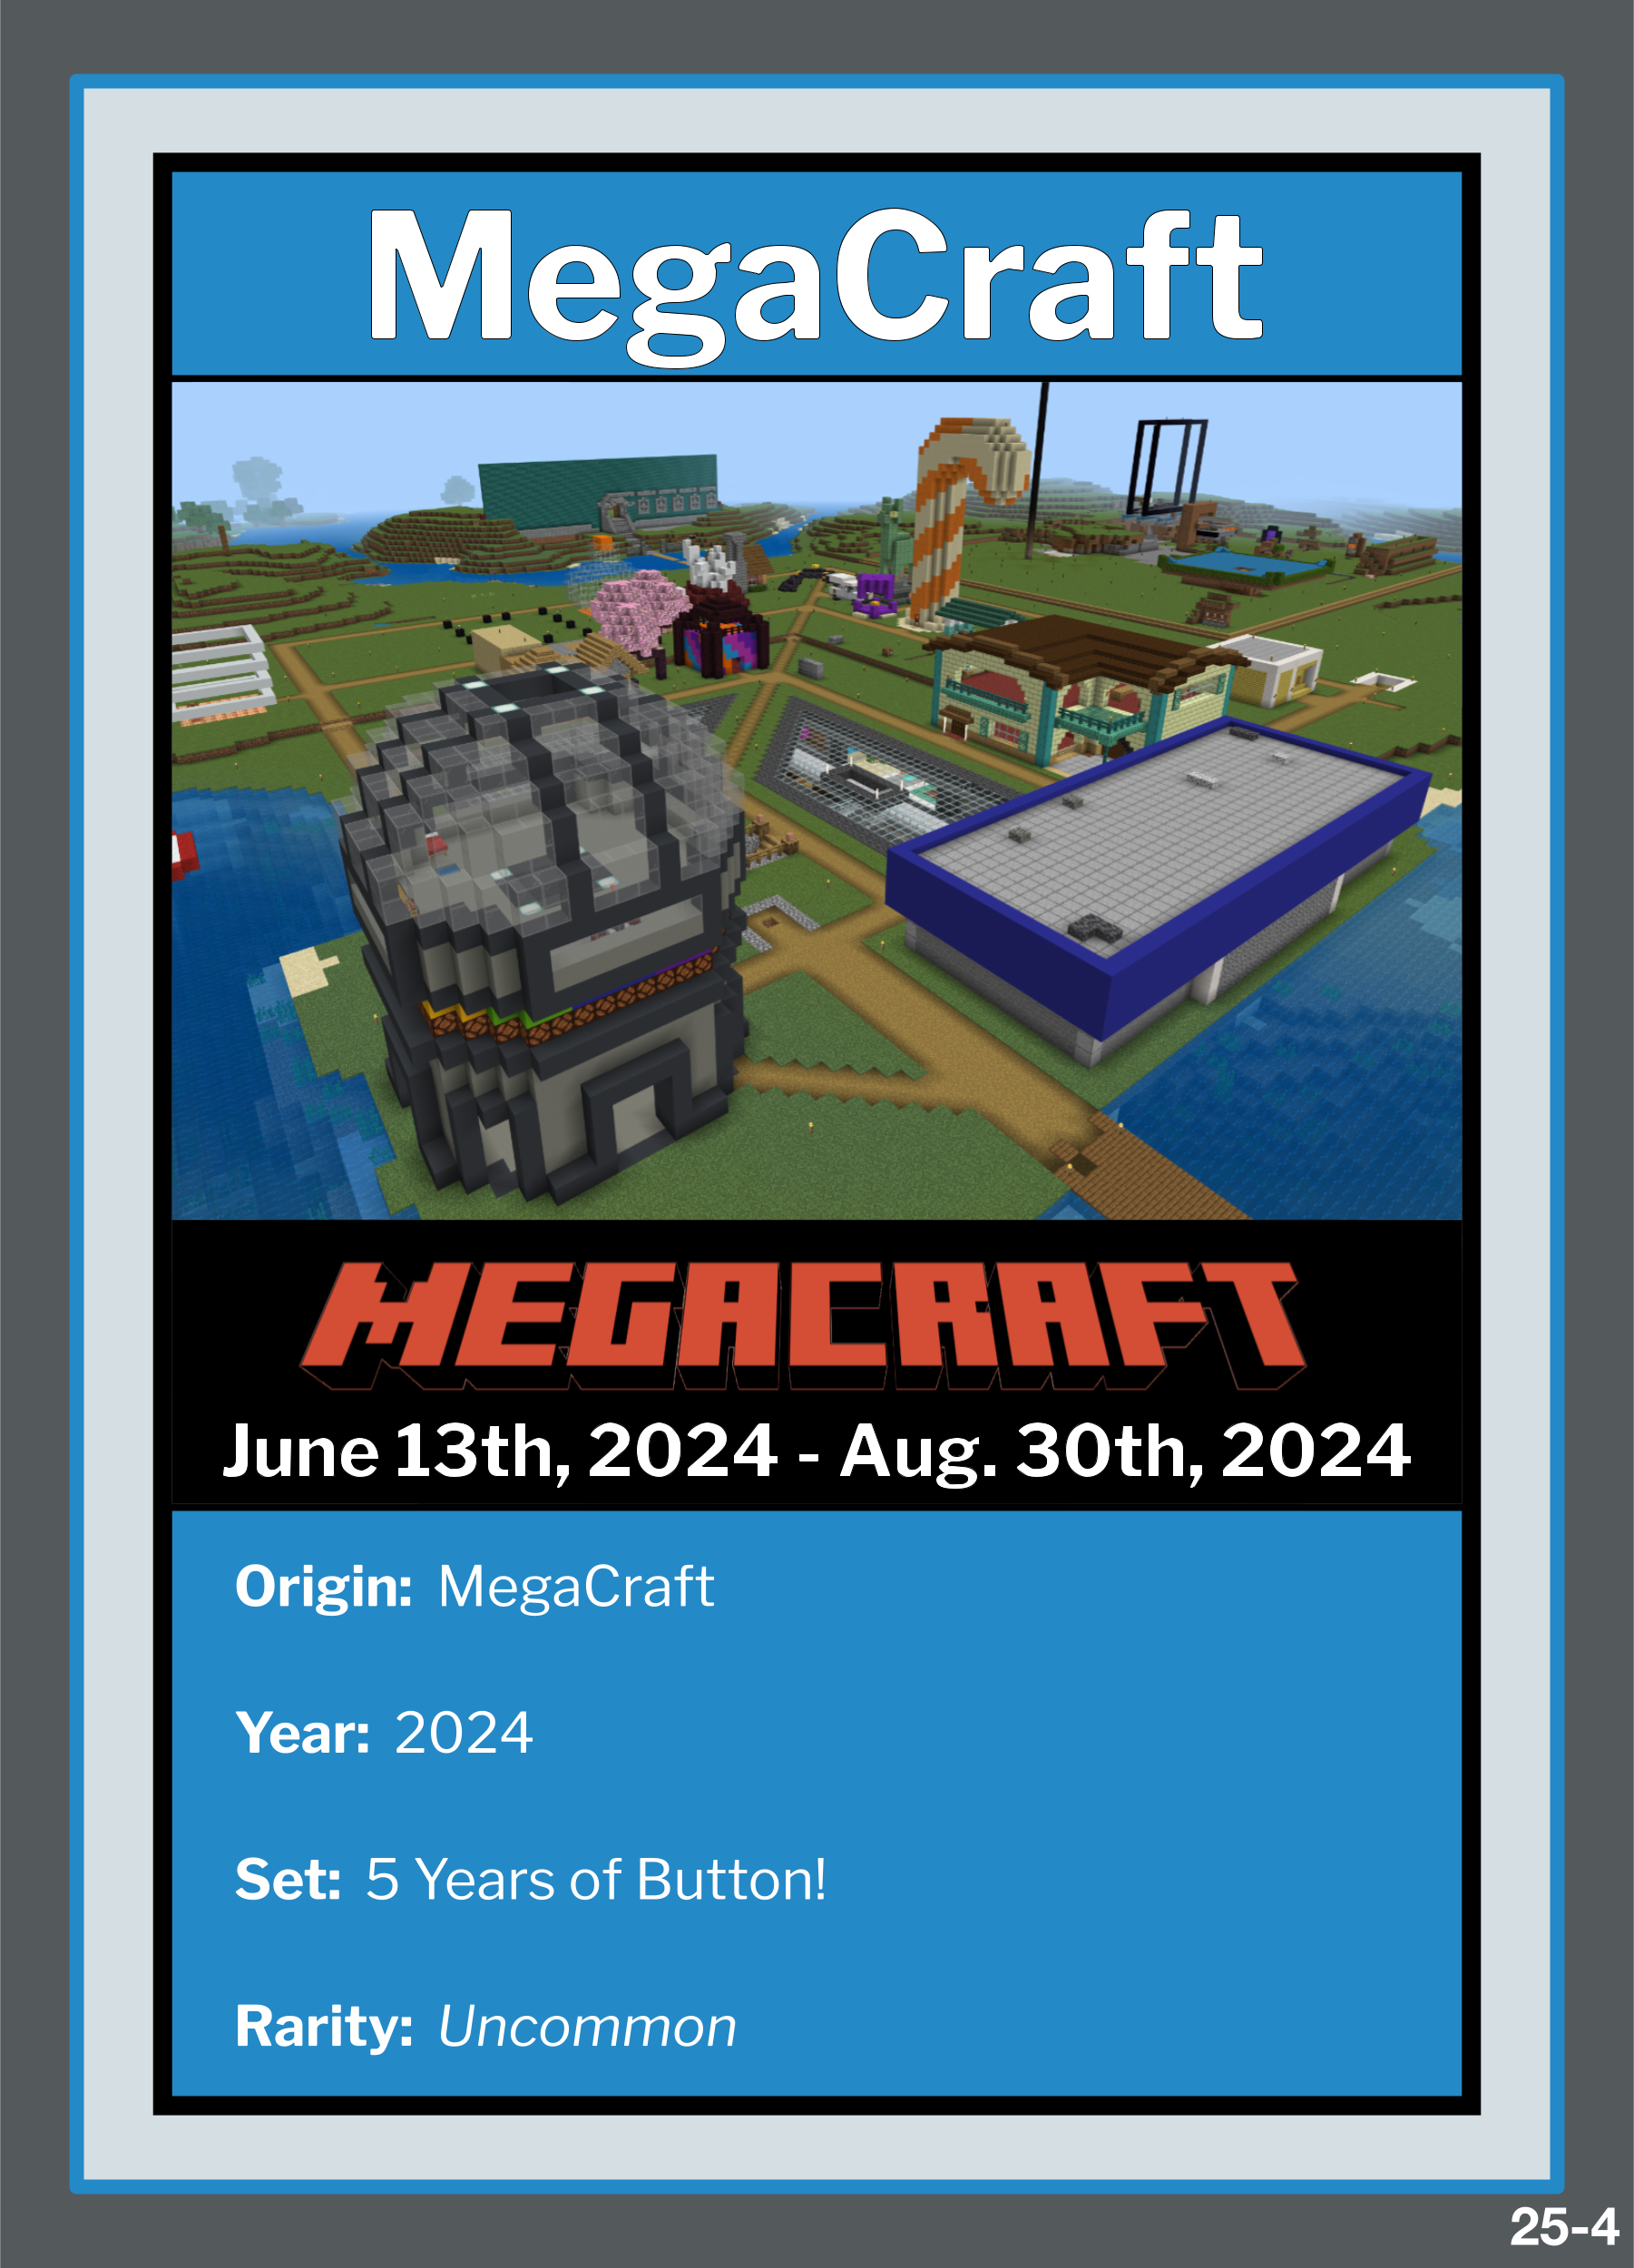 MegaCraft
MEGACRAFT
June 13th, 2024 - Aug. 30th, 2024
Origin: MegaCraft
Year: 2024
Set: 5 Years of Button!
Rarity: Uncommon
25-4